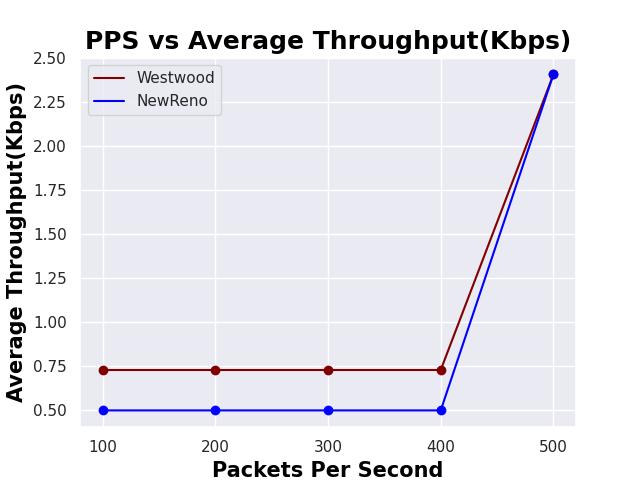 PPS vs Average Throughput(Kbps)
Average Throughput(Kbps)
2.50
2.25
2.00
1.75
1.50
1.25
1.00
0.75
0.50
Westwood
NewReno
100 200 300 400 500
Packets Per Second